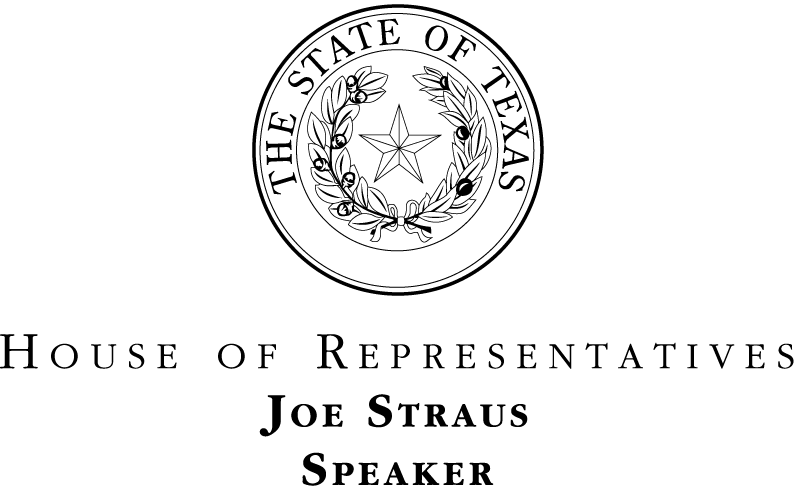 THE STATE OF TEXAS
HOUSE OF REPRESENTATIVES
JOE STRAUS
SPEAKER